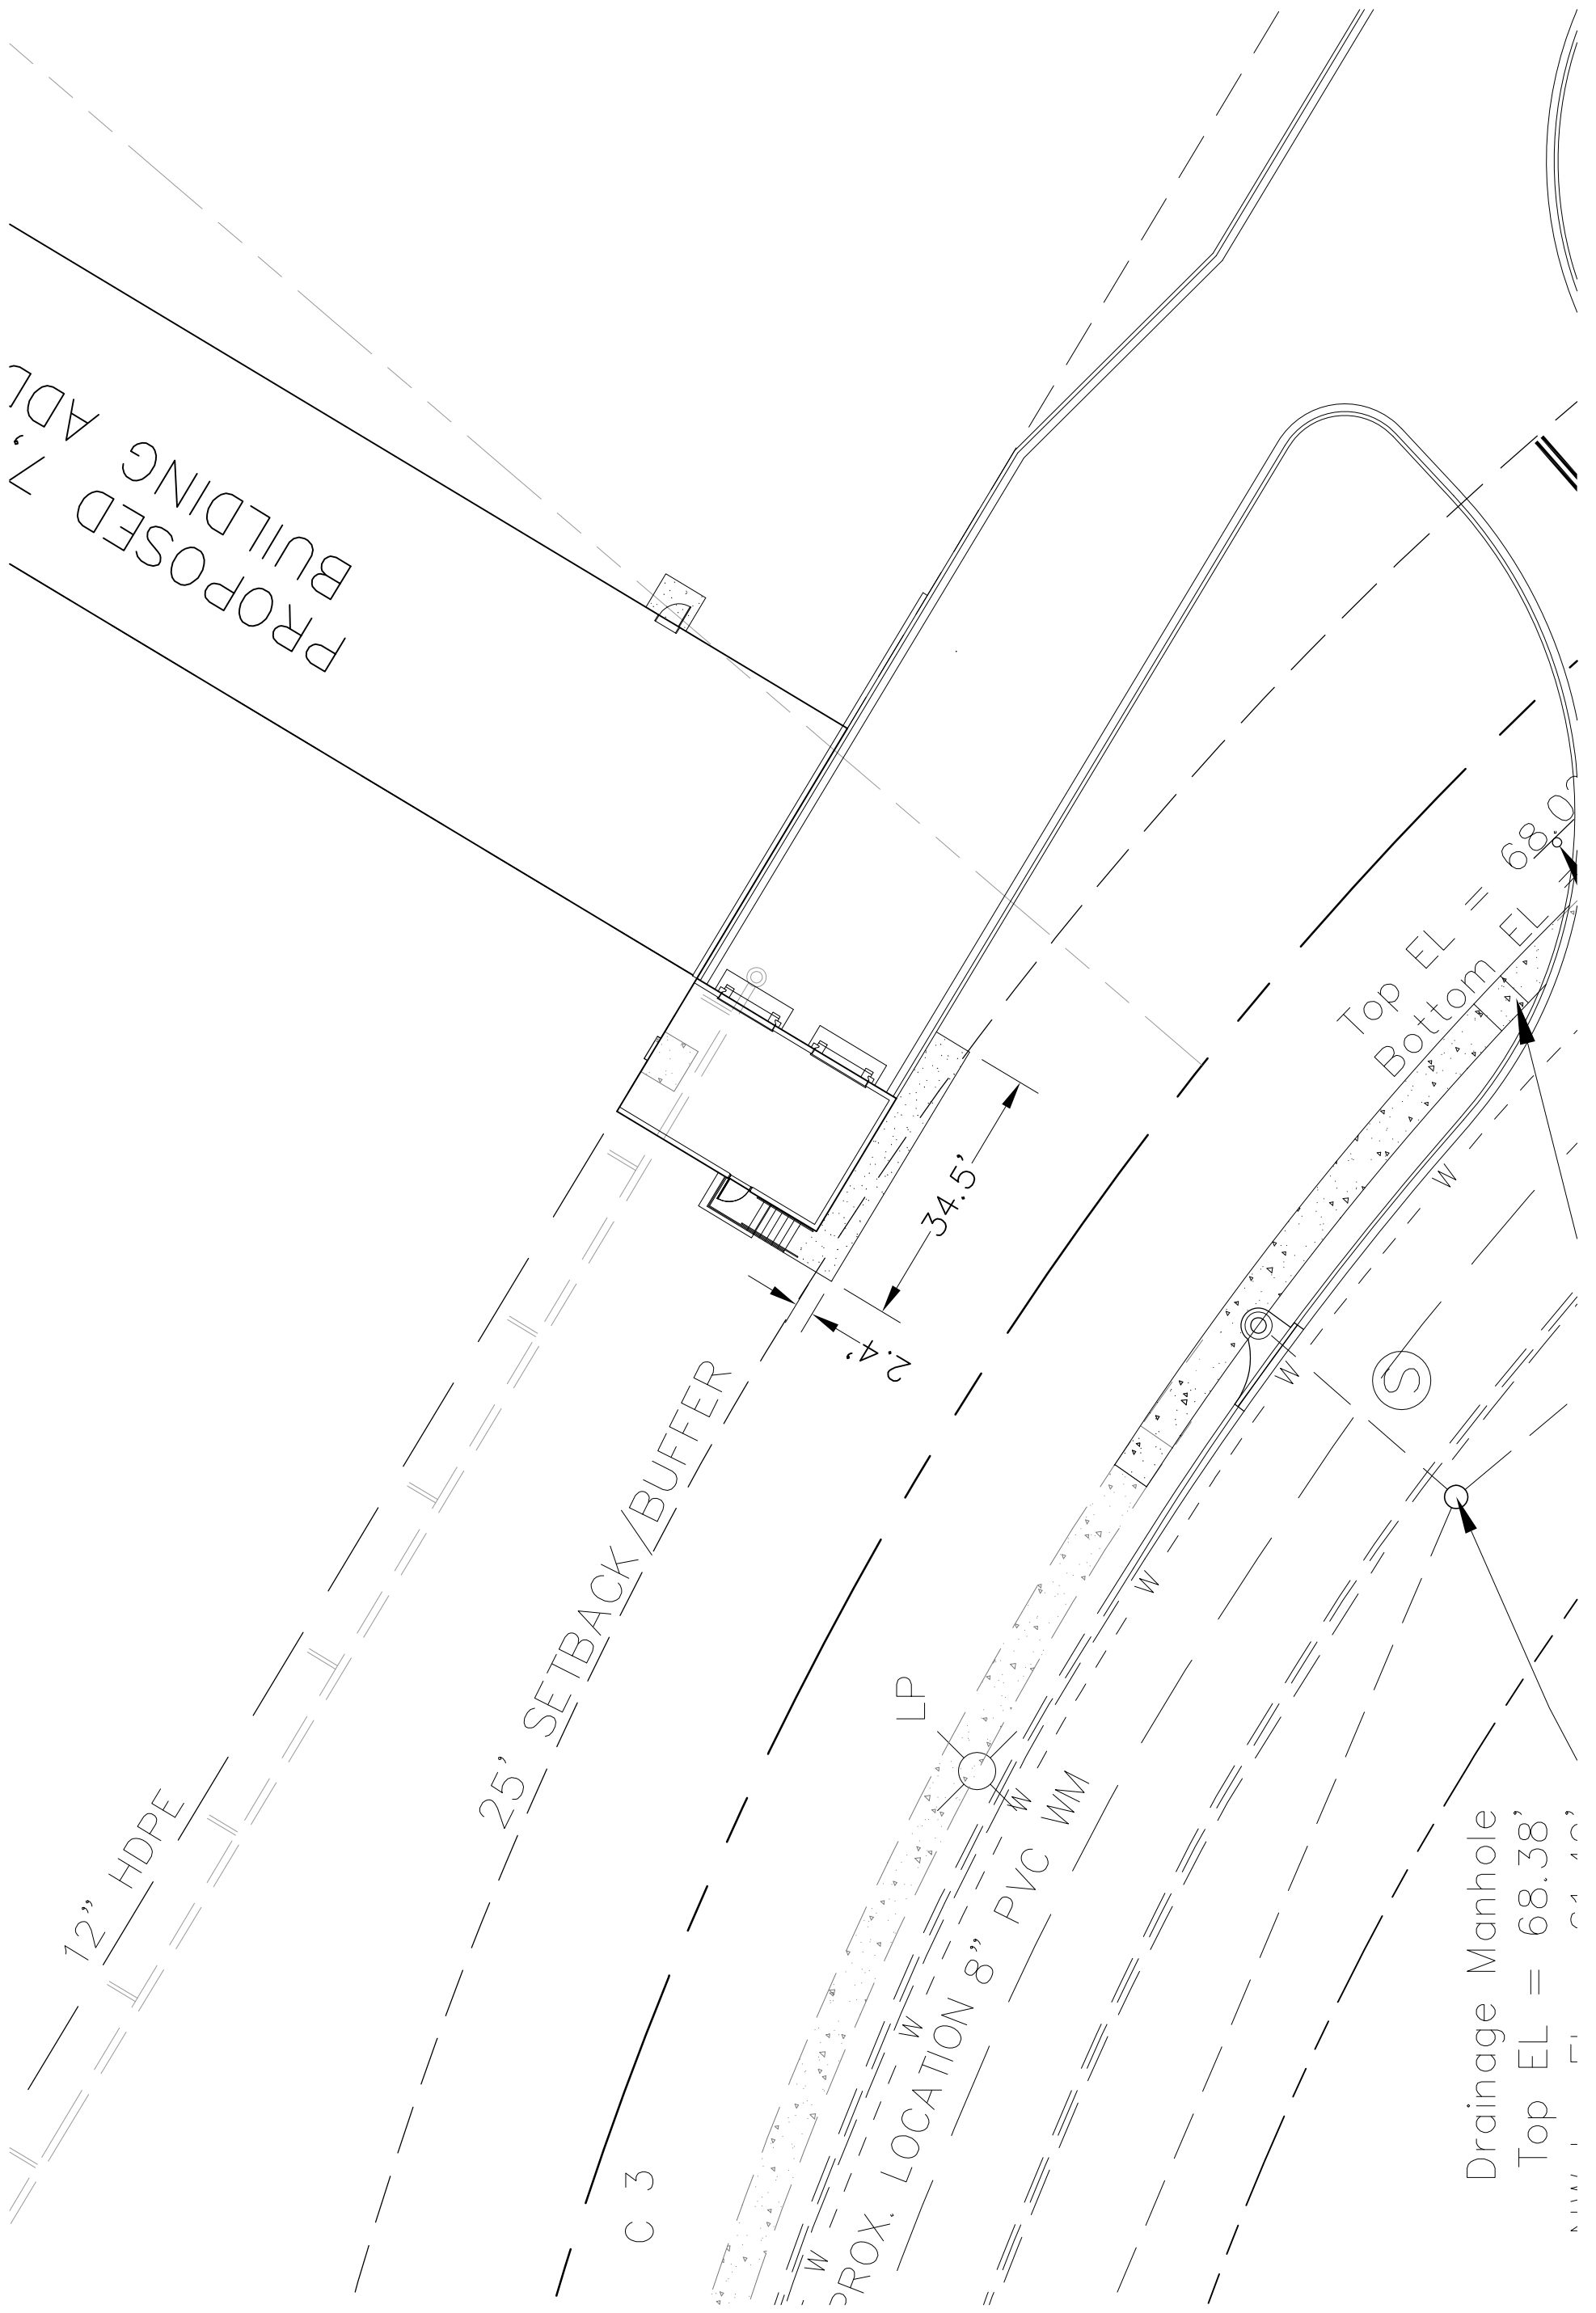 PROPOSED 7,
BUILDING
Top EL = 68.0
Bottom EL
34.5'
2.4'
25' SETBACK/BUFFER
S
W
W
W
LP
W
12" HDPE
LOCATION 8" PVC WM
W
W
C 3
Drainage Manhole
Top EL = 68.38'